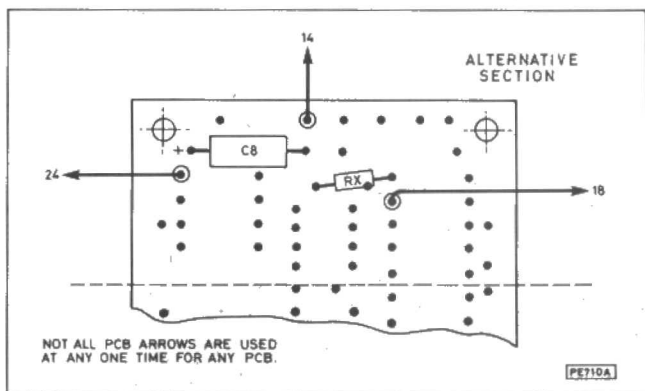 14
ALTERNATIVE
SECTION
+
C8
24
RX
18
NOT ALL PCB ARROWS ARE USED
AT ANY ONE TIME FOR ANY PCB.
PE710A